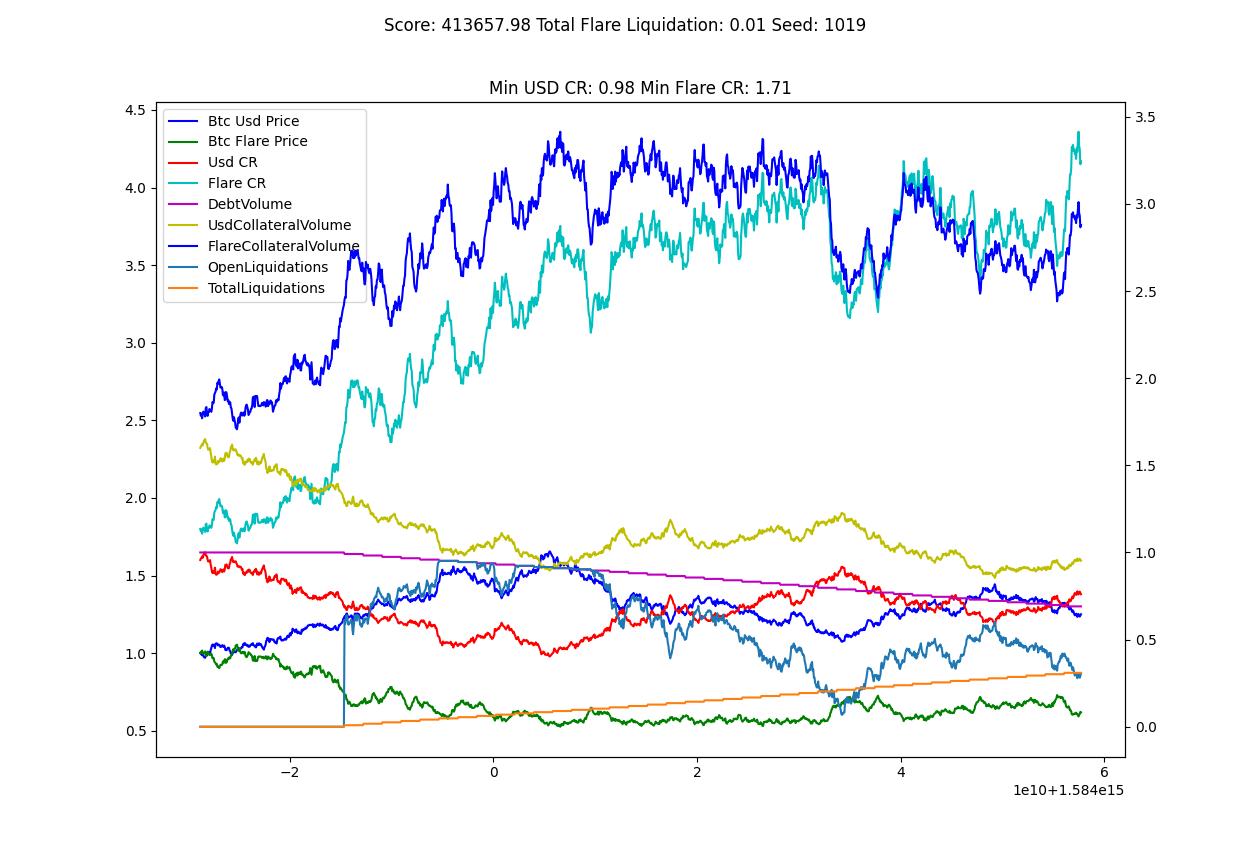 Score: 413657.98 Total Flare Liquidation: 0.01 Seed: 1019
Min USD CR: 0.98 Min Flare CR: 1.71
Btc Usd Price
Btc Flare Price
Usd CR
Flare CR
DebtVolume
UsdCollateralVolume
FlareCollateralVolume
OpenLiquidations
TotalLiquidations
4.5
4.0
3.5
3.0
2.5
2.0
1.5
1.0
0.5
3.5
3.0
2.5
2.0
1.5
1.0
0.5
0.0
−2 0 2 4 6
1e10+1.584e15